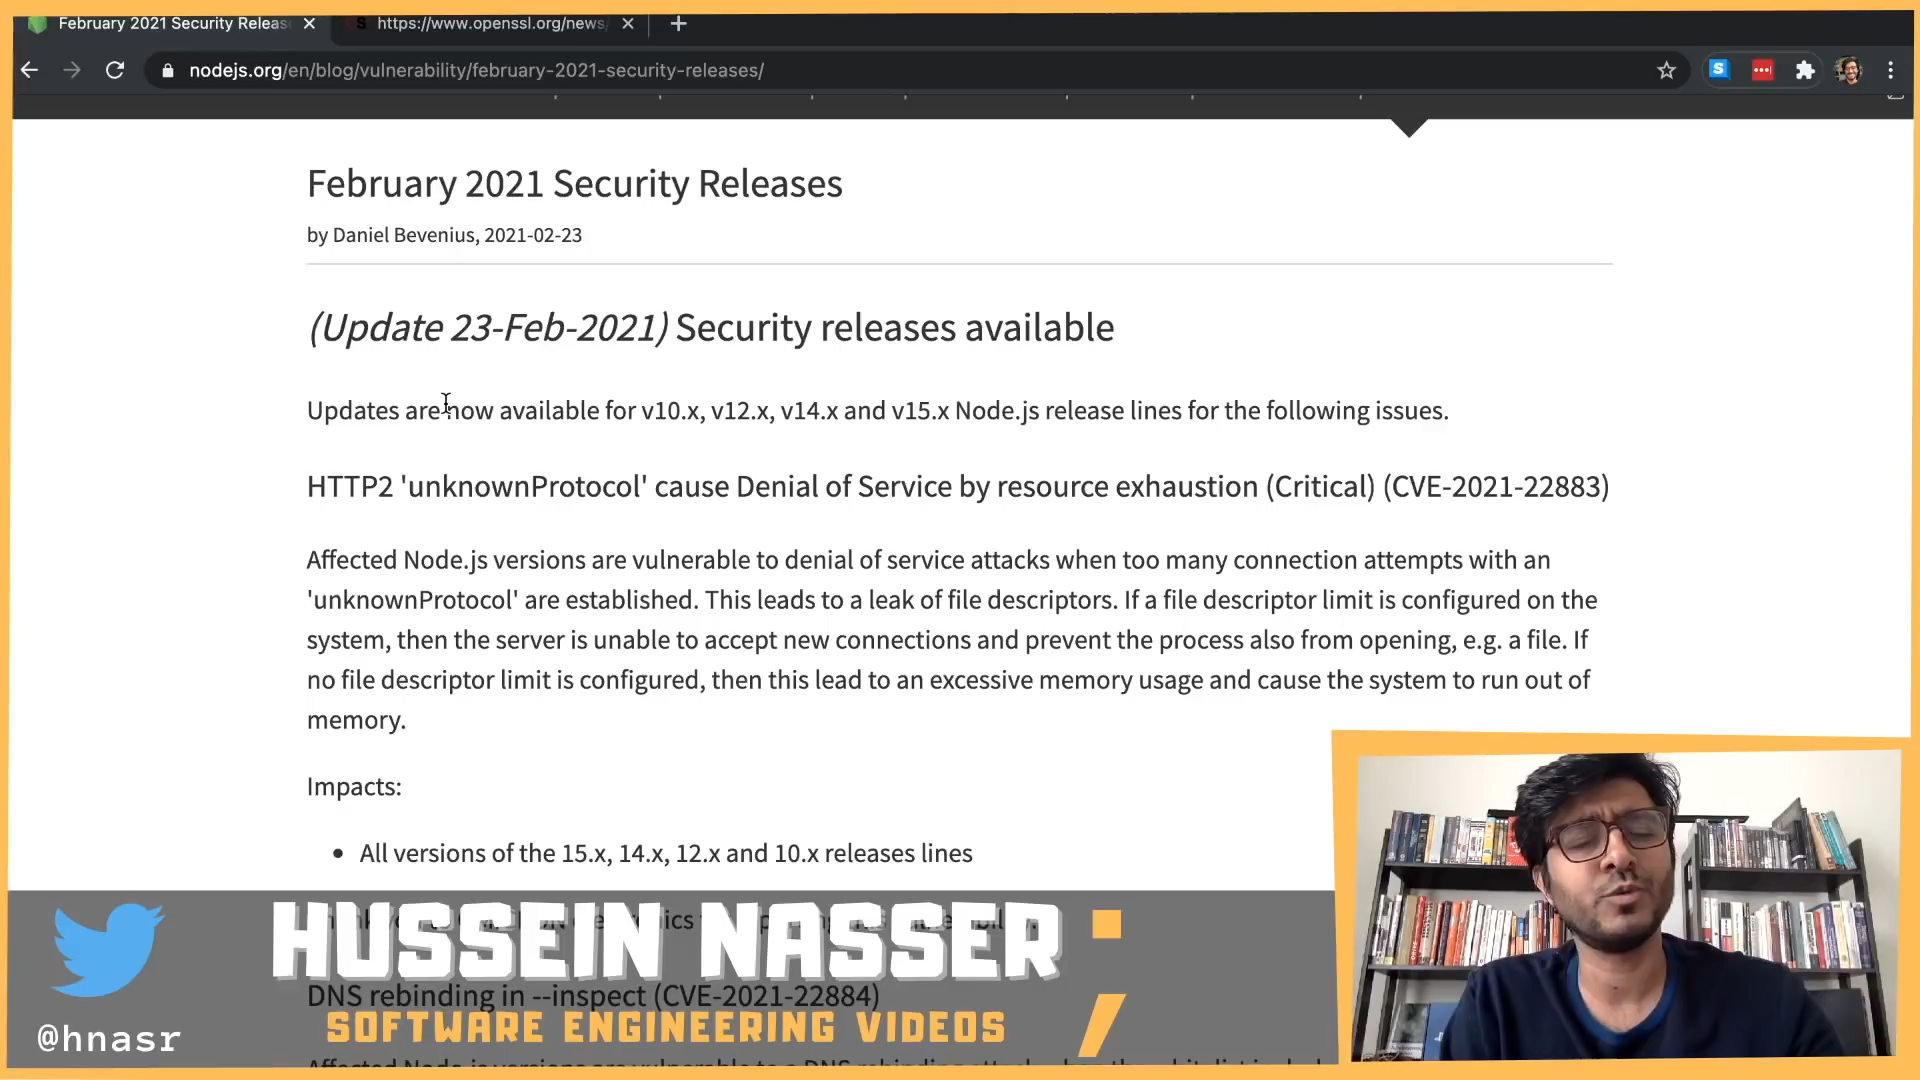 February 2021 Security Releas
https://www.openssl.org/news
nodejs.org/en/blog/vulnerability/february-2021-security-releases/
February 2021 Security Releases
by Daniel Bevenius, 2021-02-23
(Update 23-Feb-2021) Security releases available
Updates are now available for v10.x, v12.x, v14.x and v15.x Node.js release lines for the following issues.
HTTP2 'unknownProtocol' cause Denial of Service by resource exhaustion (Critical) (CVE-2021-22883)
Affected Node.js versions are vulnerable to denial of service attacks when too many connection attempts with an
'unknownProtocol' are established. This leads to a leak of file descriptors. If a file descriptor limit is configured on the
system, then the server is unable to accept new connections and prevent the process also from opening, e.g. a file. If
no file descriptor limit is configured, then this lead to an excessive memory usage and cause the system to run out of
memory.
Impacts:
• All versions of the 15.x, 14.x, 12.x and 10.x releases lines
HUSSEIN NASSER;
DNS rebinding in --inspect (CVE-2021-22884)
SOFTWARE ENGINEERING VIDEOS
@hnasr